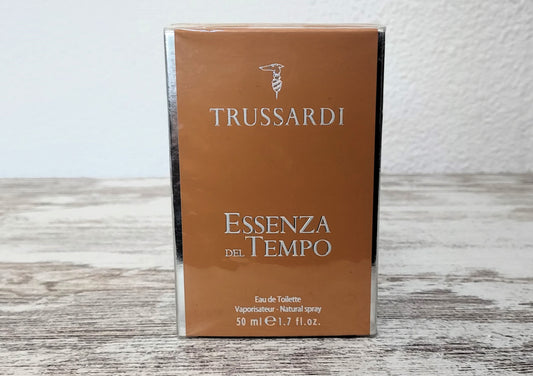 TRUSSARDI
ESSENZA
DEL TEMPO
Eau de Toilette
Vaporisateur - Natural spray
50 ml ℮ 1.7 fl.oz.